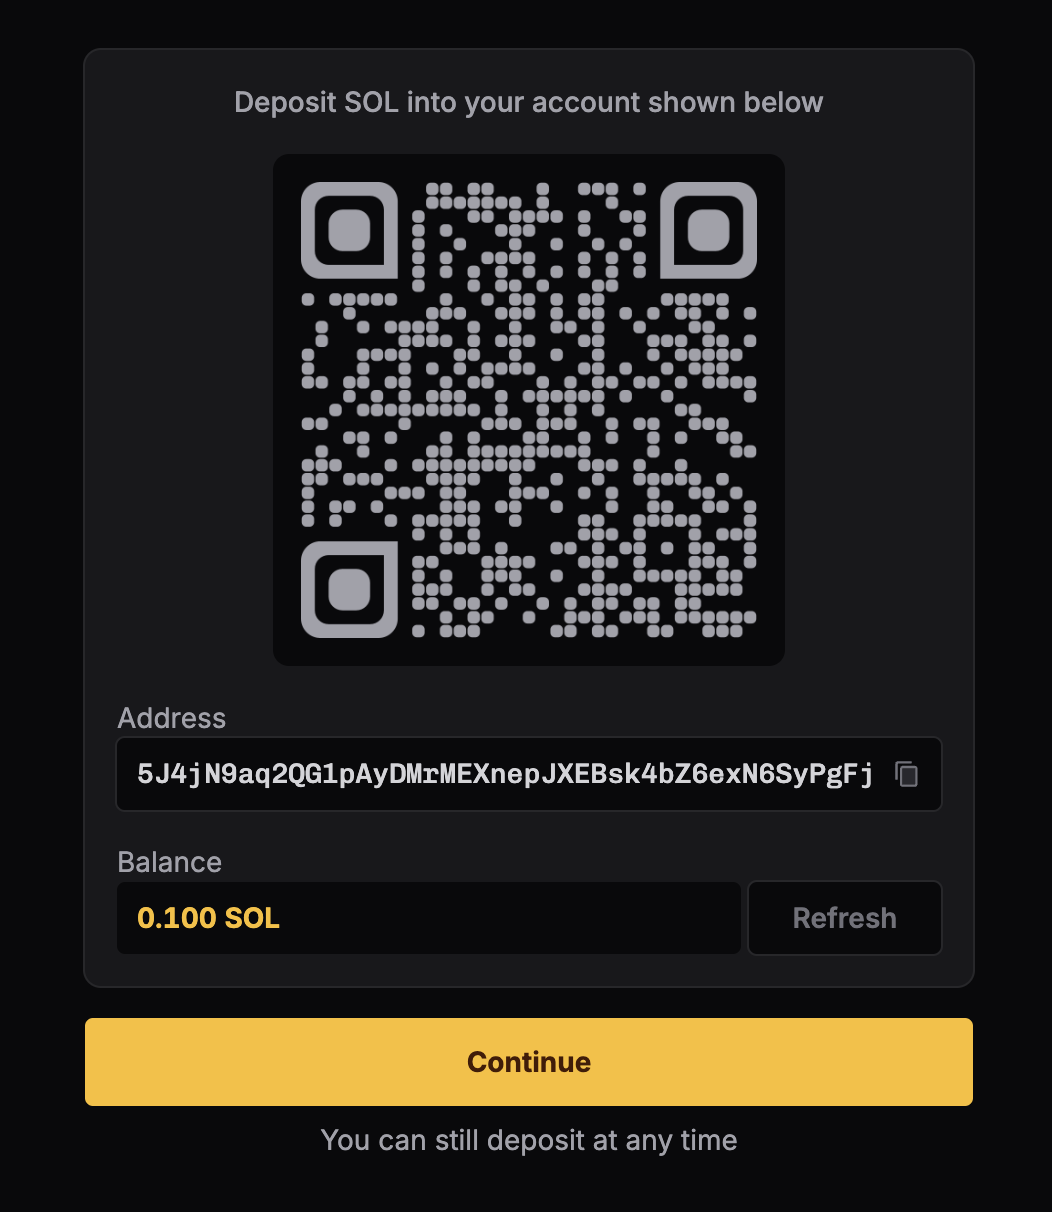 Deposit SOL into your account shown below
Address
5J4jN9aq2QG1pAyDMrMEXnepJXEBsk4bZ6exN6SyPgFj
Balance
0.100 SOL
Refresh
Continue
You can still deposit at any time